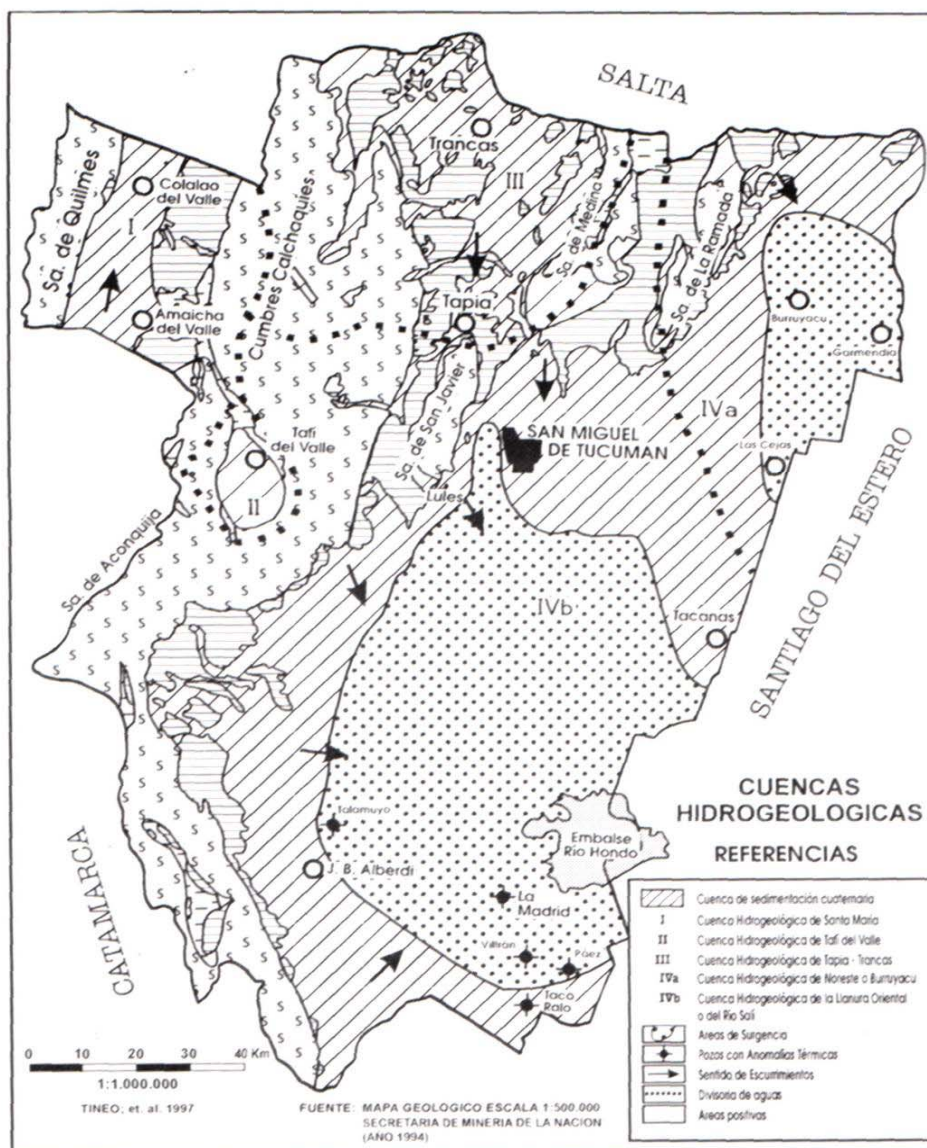 SALTA
Trancas
III
Colalao
del Valle
Sa. de Quilmes
I
Sa. de Medina
Sa. de La Ramada
Cumbres Calchaquies
Tapia
Amaicha
del Valle
Burruyacu
Garmendia
Sa. de San Javier
IVa
SAN MIGUEL
DE TUCUMAN
Tafí
del Valle
Las Cejas
II
Lules
Sa. de Aconquija
SANTIAGO DEL ESTERO
IVb
Tacanas
CATAMARCA
Talamuyo
Embalse
Río Hondo
J. B. Alberdi
La
Madrid
Viltrán
Páez
Taco
Ralo
CUENCAS
HIDROGEOLOGICAS
REFERENCIAS
Cuenca de sedimentación cuaternaria
I Cuenca Hidrogeológica de Santa María
II Cuenca Hidrogeológica de Tafí del Valle
III Cuenca Hidrogeológica de Tapia - Trancas
IVa Cuenca Hidrogeológica de Noreste o Burruyacu
IVb Cuenca Hidrogeológica de la Llanura Oriental
o del Río Salí
Areas de Surgencia
Pozos con Anomalías Térmicas
Sentido de Escurrimientos
Divisoria de aguas
Areas positivas
0 10 20 30 40 Km
1:1.000.000
TINEO; et. al. 1997
FUENTE: MAPA GEOLOGICO ESCALA 1:500.000
SECRETARIA DE MINERIA DE LA NACION
(AÑO 1994)